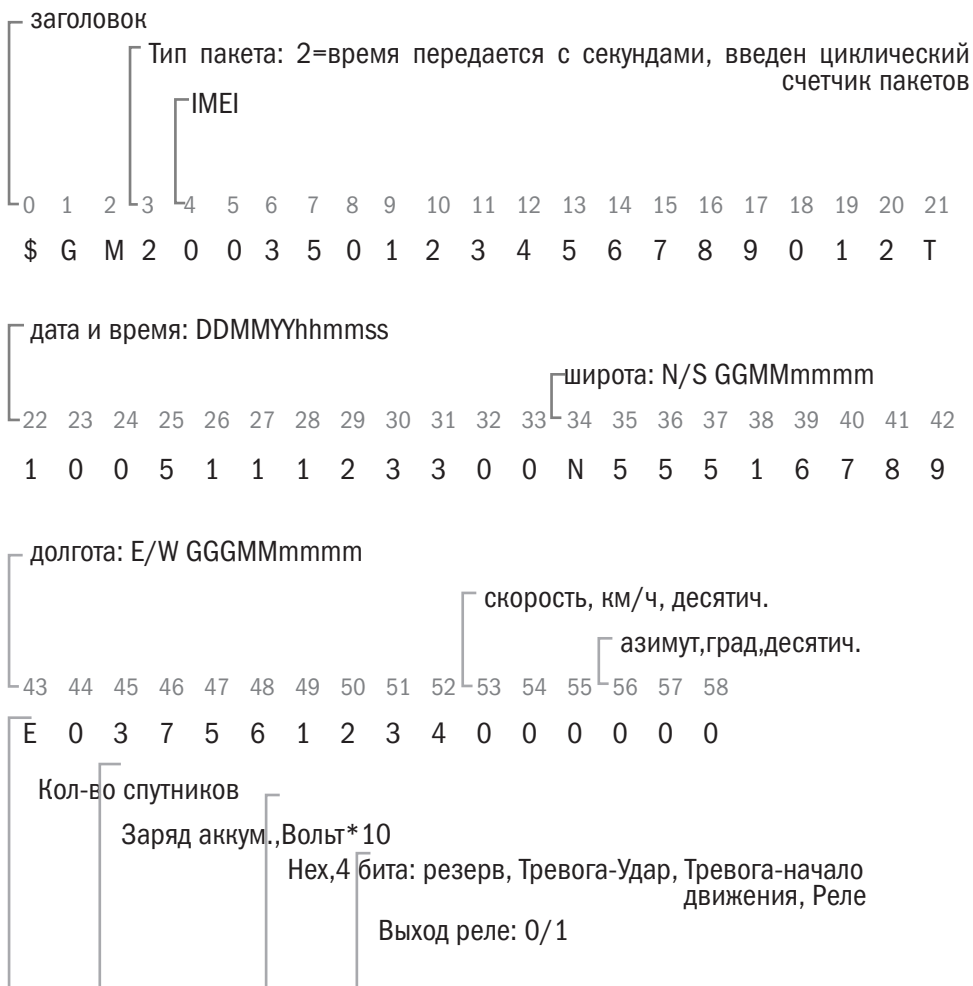 заголовок
Тип пакета: 2=время передается с секундами, введен циклический
счетчик пакетов
IMEI
0 1 2 3 4 5 6 7 8 9 10 11 12 13 14 15 16 17 18 19 20 21
$ G M 2 0 0 3 5 0 1 2 3 4 5 6 7 8 9 0 1 2 T
дата и время: DDMMYYhhmmss
широта: N/S GGMMmmmm
22 23 24 25 26 27 28 29 30 31 32 33 34 35 36 37 38 39 40 41 42
1 0 0 5 1 1 1 2 3 3 0 0 N 5 5 5 1 6 7 8 9
долгота: E/W GGGMMmmmm
скорость, км/ч, десятич.
азимут,град,десятич.
43 44 45 46 47 48 49 50 51 52 53 54 55 56 57 58
E 0 3 7 5 6 1 2 3 4 0 0 0 0 0 0
Кол-во спутников
Заряд аккум.,Вольт*10
Hex,4 бита: резерв, Тревога-Удар, Тревога-начало
движения, Реле
Выход реле: 0/1